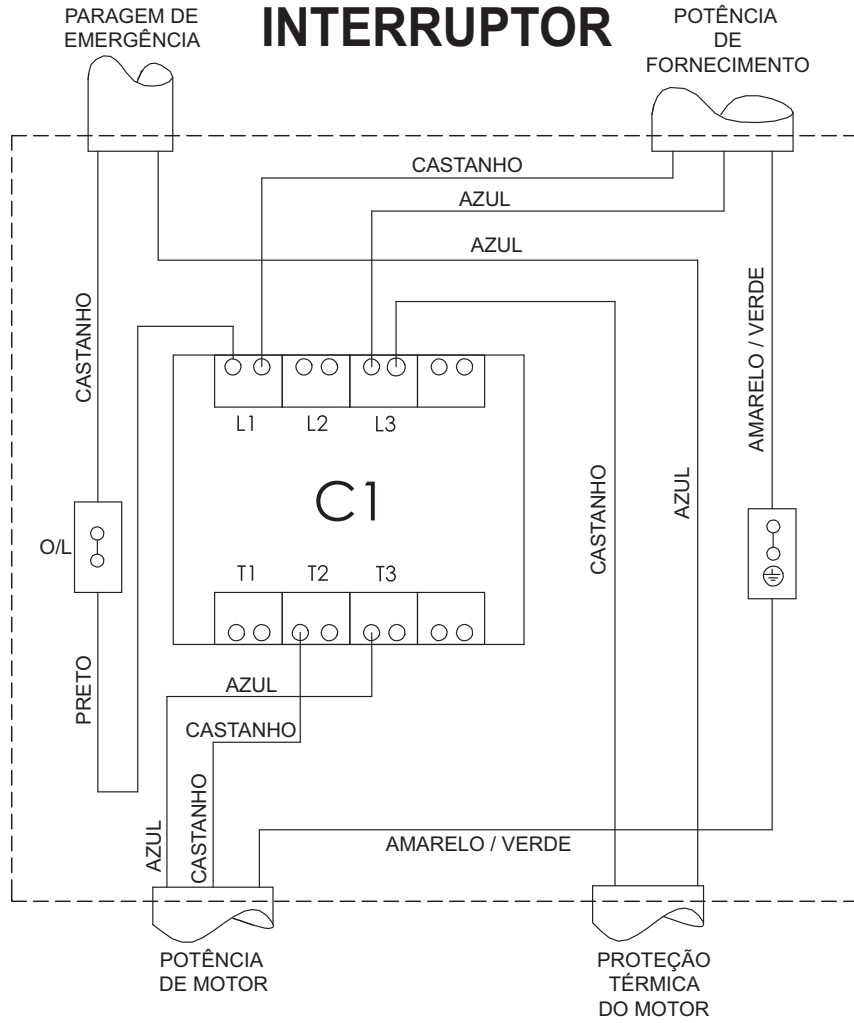 PARAGEM DE
EMERGÊNCIA
INTERRUPTOR
POTÊNCIA
DE
FORNECIMENTO
CASTANHO
AZUL
AZUL
CASTANHO
AMARELO / VERDE
L1 L2 L3
C1
CASTANHO
AZUL
O/L
T1 T2 T3
PRETO
AZUL
CASTANHO
AZUL
CASTANHO
AMARELO / VERDE
POTÊNCIA
DE MOTOR
PROTEÇÃO
TÉRMICA
DO MOTOR